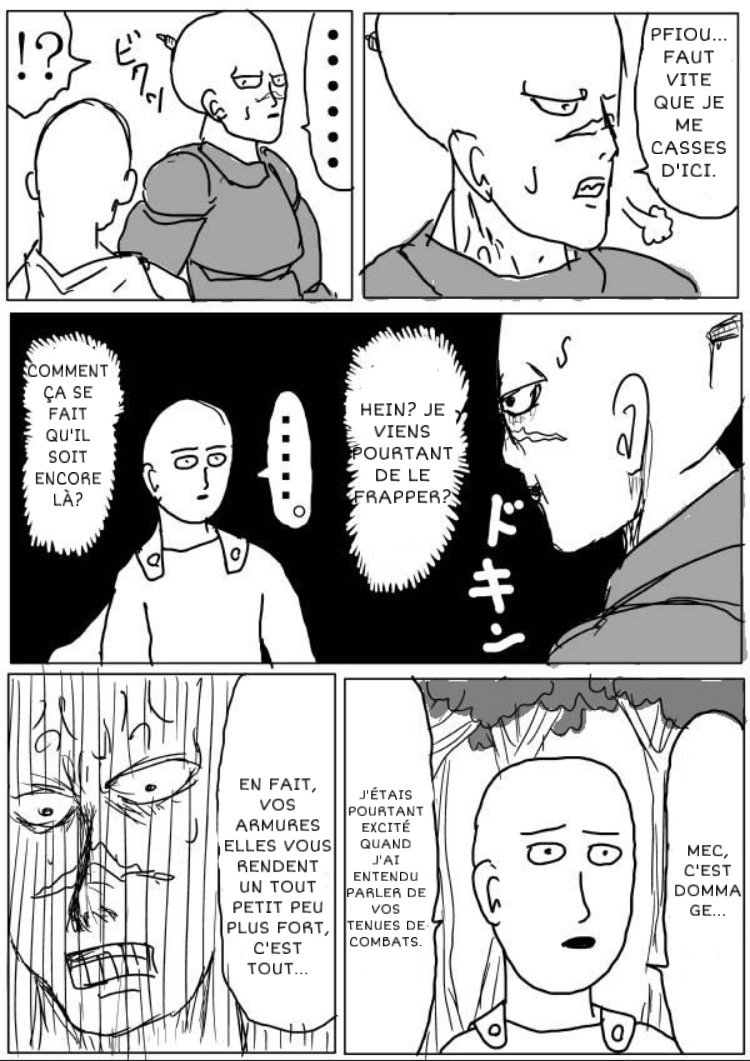 PFIOU...
FAUT
VITE
QUE JE
ME
CASSES
D'ICI.
• • • • • • •
ビクッ
!?
HEIN? JE
VIENS
POURTANT
DE LE
FRAPPER?
ドキン
......。
COMMENT
ÇA SE
FAIT
QU'IL
SOIT
ENCORE
LÀ?
MEC,
C'EST
DOMMA
GE...
J'ÉTAIS
POURTANT
EXCITÉ
QUAND
J'AI
ENTENDU
PARLER DE
VOS
TENUES DE
COMBATS.
EN FAIT,
VOS
ARMURES
ELLES VOUS
RENDENT
UN TOUT
PETIT PEU
PLUS FORT,
C'EST
TOUT...